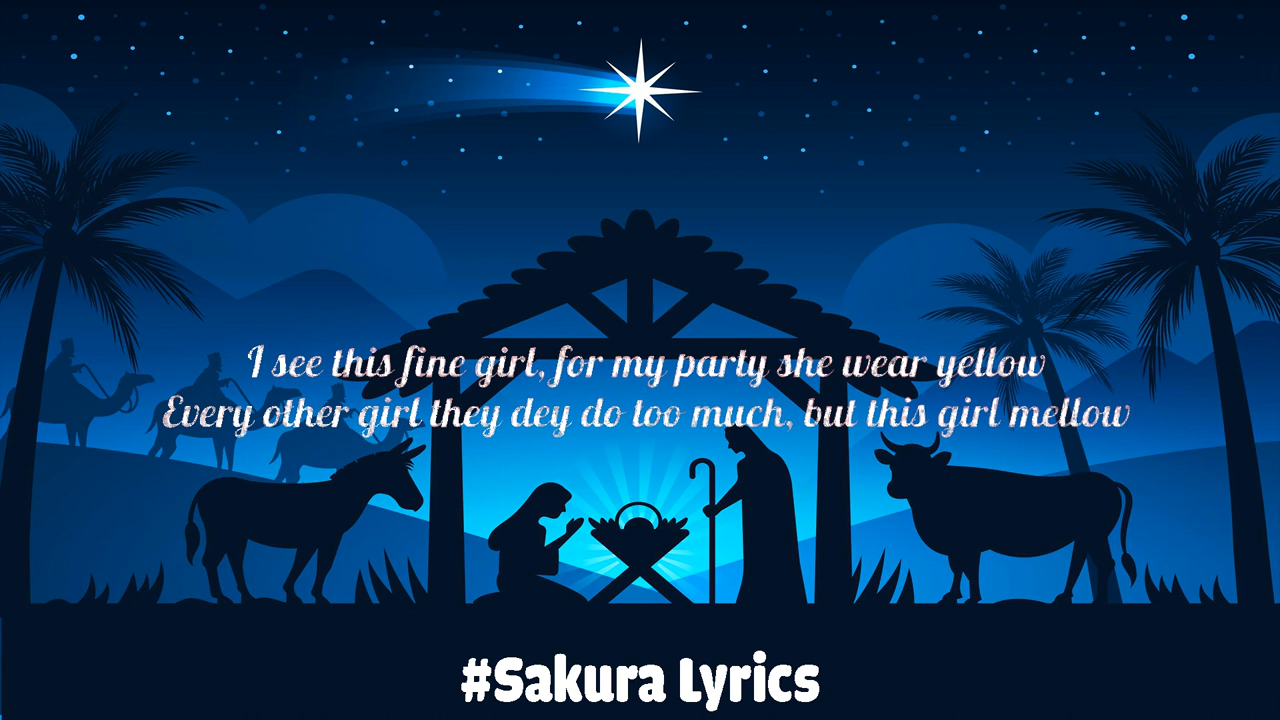 I see this fine girl, for my party she wear yellow
Every other girl they dey do too much, but this girl mellow
#Sakura Lyrics